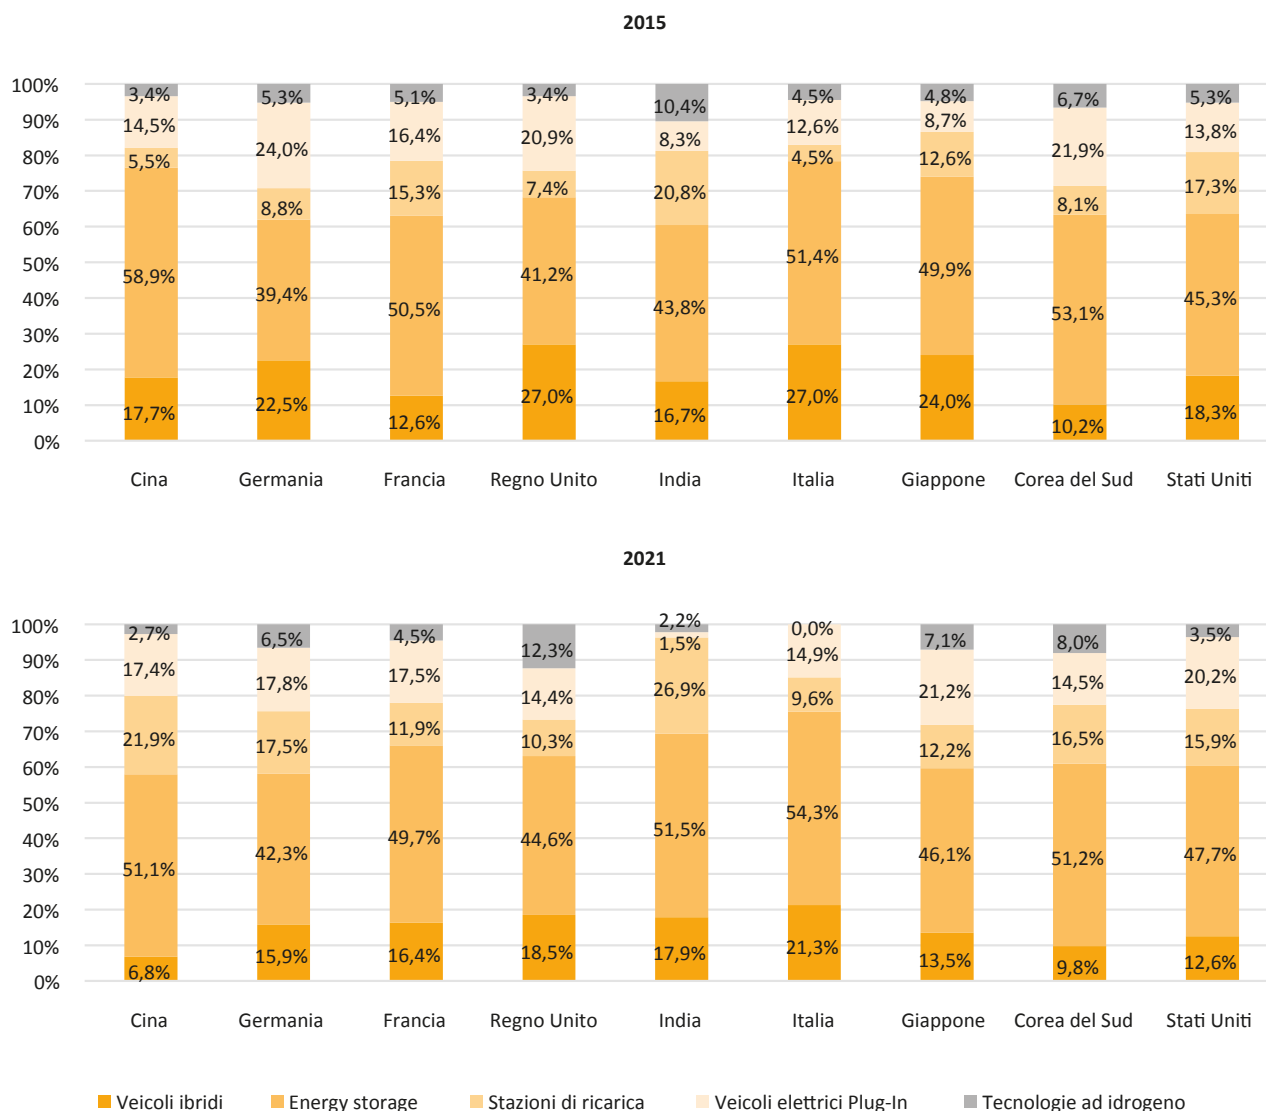 2015
100%
90%
80%
70%
60%
50%
40%
30%
20%
10%
0%
3,4% 5,3% 5,1% 3,4% 10,4% 4,5% 4,8% 6,7% 5,3%
14,5% 24,0% 16,4% 20,9% 8,3% 12,6% 8,7% 21,9% 13,8%
5,5% 8,8% 15,3% 7,4% 20,8% 4,5% 12,6% 8,1% 17,3%
58,9% 39,4% 50,5% 41,2% 43,8% 51,4% 49,9% 53,1% 45,3%
17,7% 22,5% 12,6% 27,0% 16,7% 27,0% 24,0% 10,2% 18,3%
Cina Germania Francia Regno Unito India Italia Giappone Corea del Sud Stati Uniti
2021
100%
90%
80%
70%
60%
50%
40%
30%
20%
10%
0%
2,7% 6,5% 4,5% 12,3% 2,2% 0,0% 7,1% 8,0% 3,5%
17,4% 17,8% 17,5% 14,4% 1,5% 14,9% 21,2% 14,5% 20,2%
21,9% 17,5% 11,9% 10,3% 26,9% 9,6% 12,2% 16,5% 15,9%
51,1% 42,3% 49,7% 44,6% 51,5% 54,3% 46,1% 51,2% 47,7%
6,8% 15,9% 16,4% 18,5% 17,9% 21,3% 13,5% 9,8% 12,6%
Cina Germania Francia Regno Unito India Italia Giappone Corea del Sud Stati Uniti
Veicoli ibridi Energy storage Stazioni di ricarica Veicoli elettrici Plug-In Tecnologie ad idrogeno